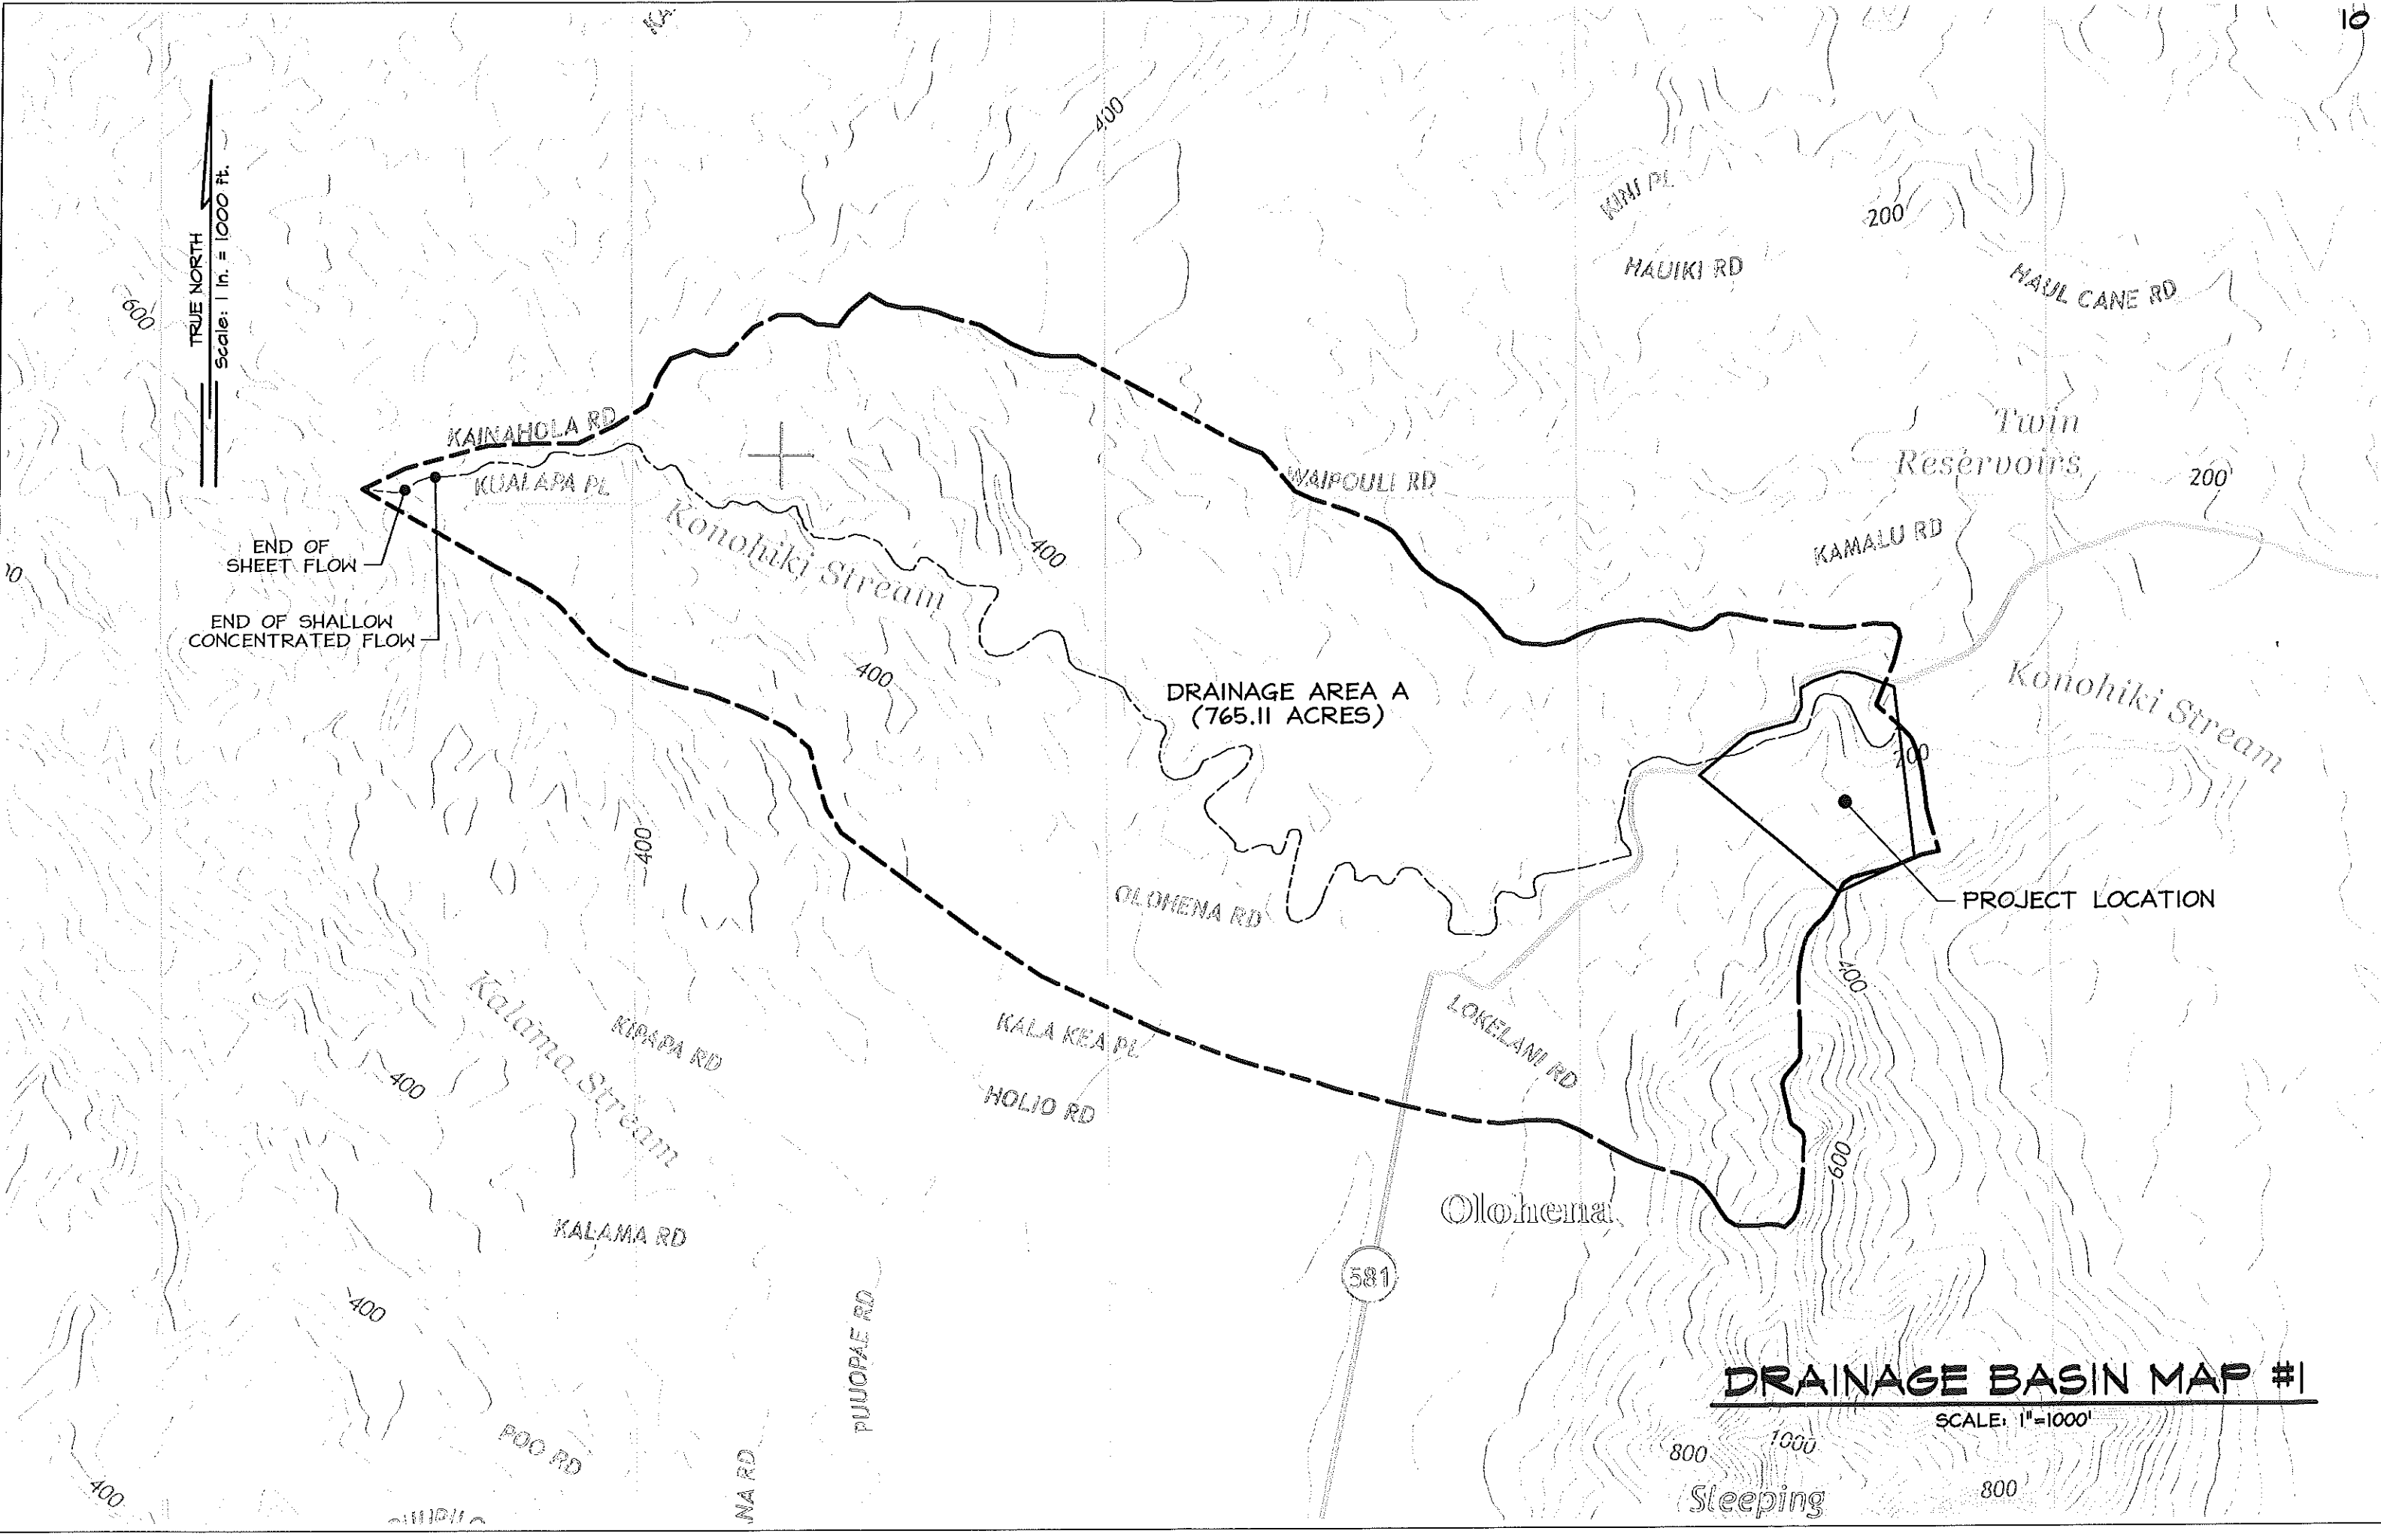 10
400
KINI PL
200
HAUIKI RD
HAUL CANE RD
600
TRUE NORTH
Scale: 1 in. = 1000 ft.
KAINAHOLA RD
KUALAPA PL
WAIPOULI RD
Twin
Reservoirs
200
KAMALU RD
Konohiki Stream
400
END OF
SHEET FLOW
END OF SHALLOW
CONCENTRATED FLOW
400
DRAINAGE AREA A
(765.11 ACRES)
Konohiki Stream
200
400
OLOHENA RD
PROJECT LOCATION
400
Kalama Stream
KIPAPA RD
400
KALA KEA PL
HOLIO RD
LOKELANI RD
600
Olohena
KALAMA RD
581
400
PUUOPAE RD
DRAINAGE BASIN MAP #1
SCALE: 1"=1000'
POO RD
NA RD
400
800
1000
800
Sleeping